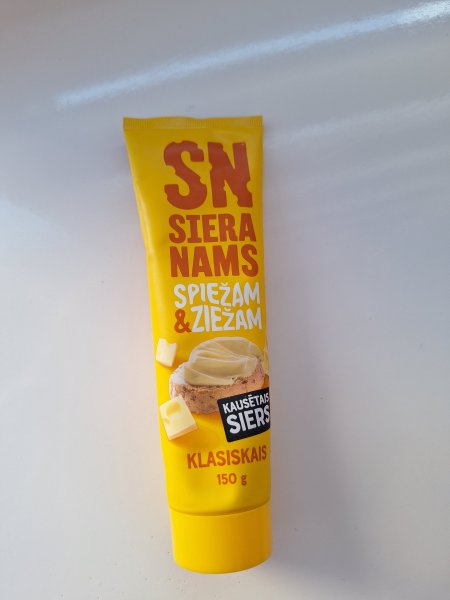 SN
SIERA
NAMS
SPIEŽAM
& ZIEŽAM
KAUSĒTAIS
SIERS
KLASISKAIS
150 g